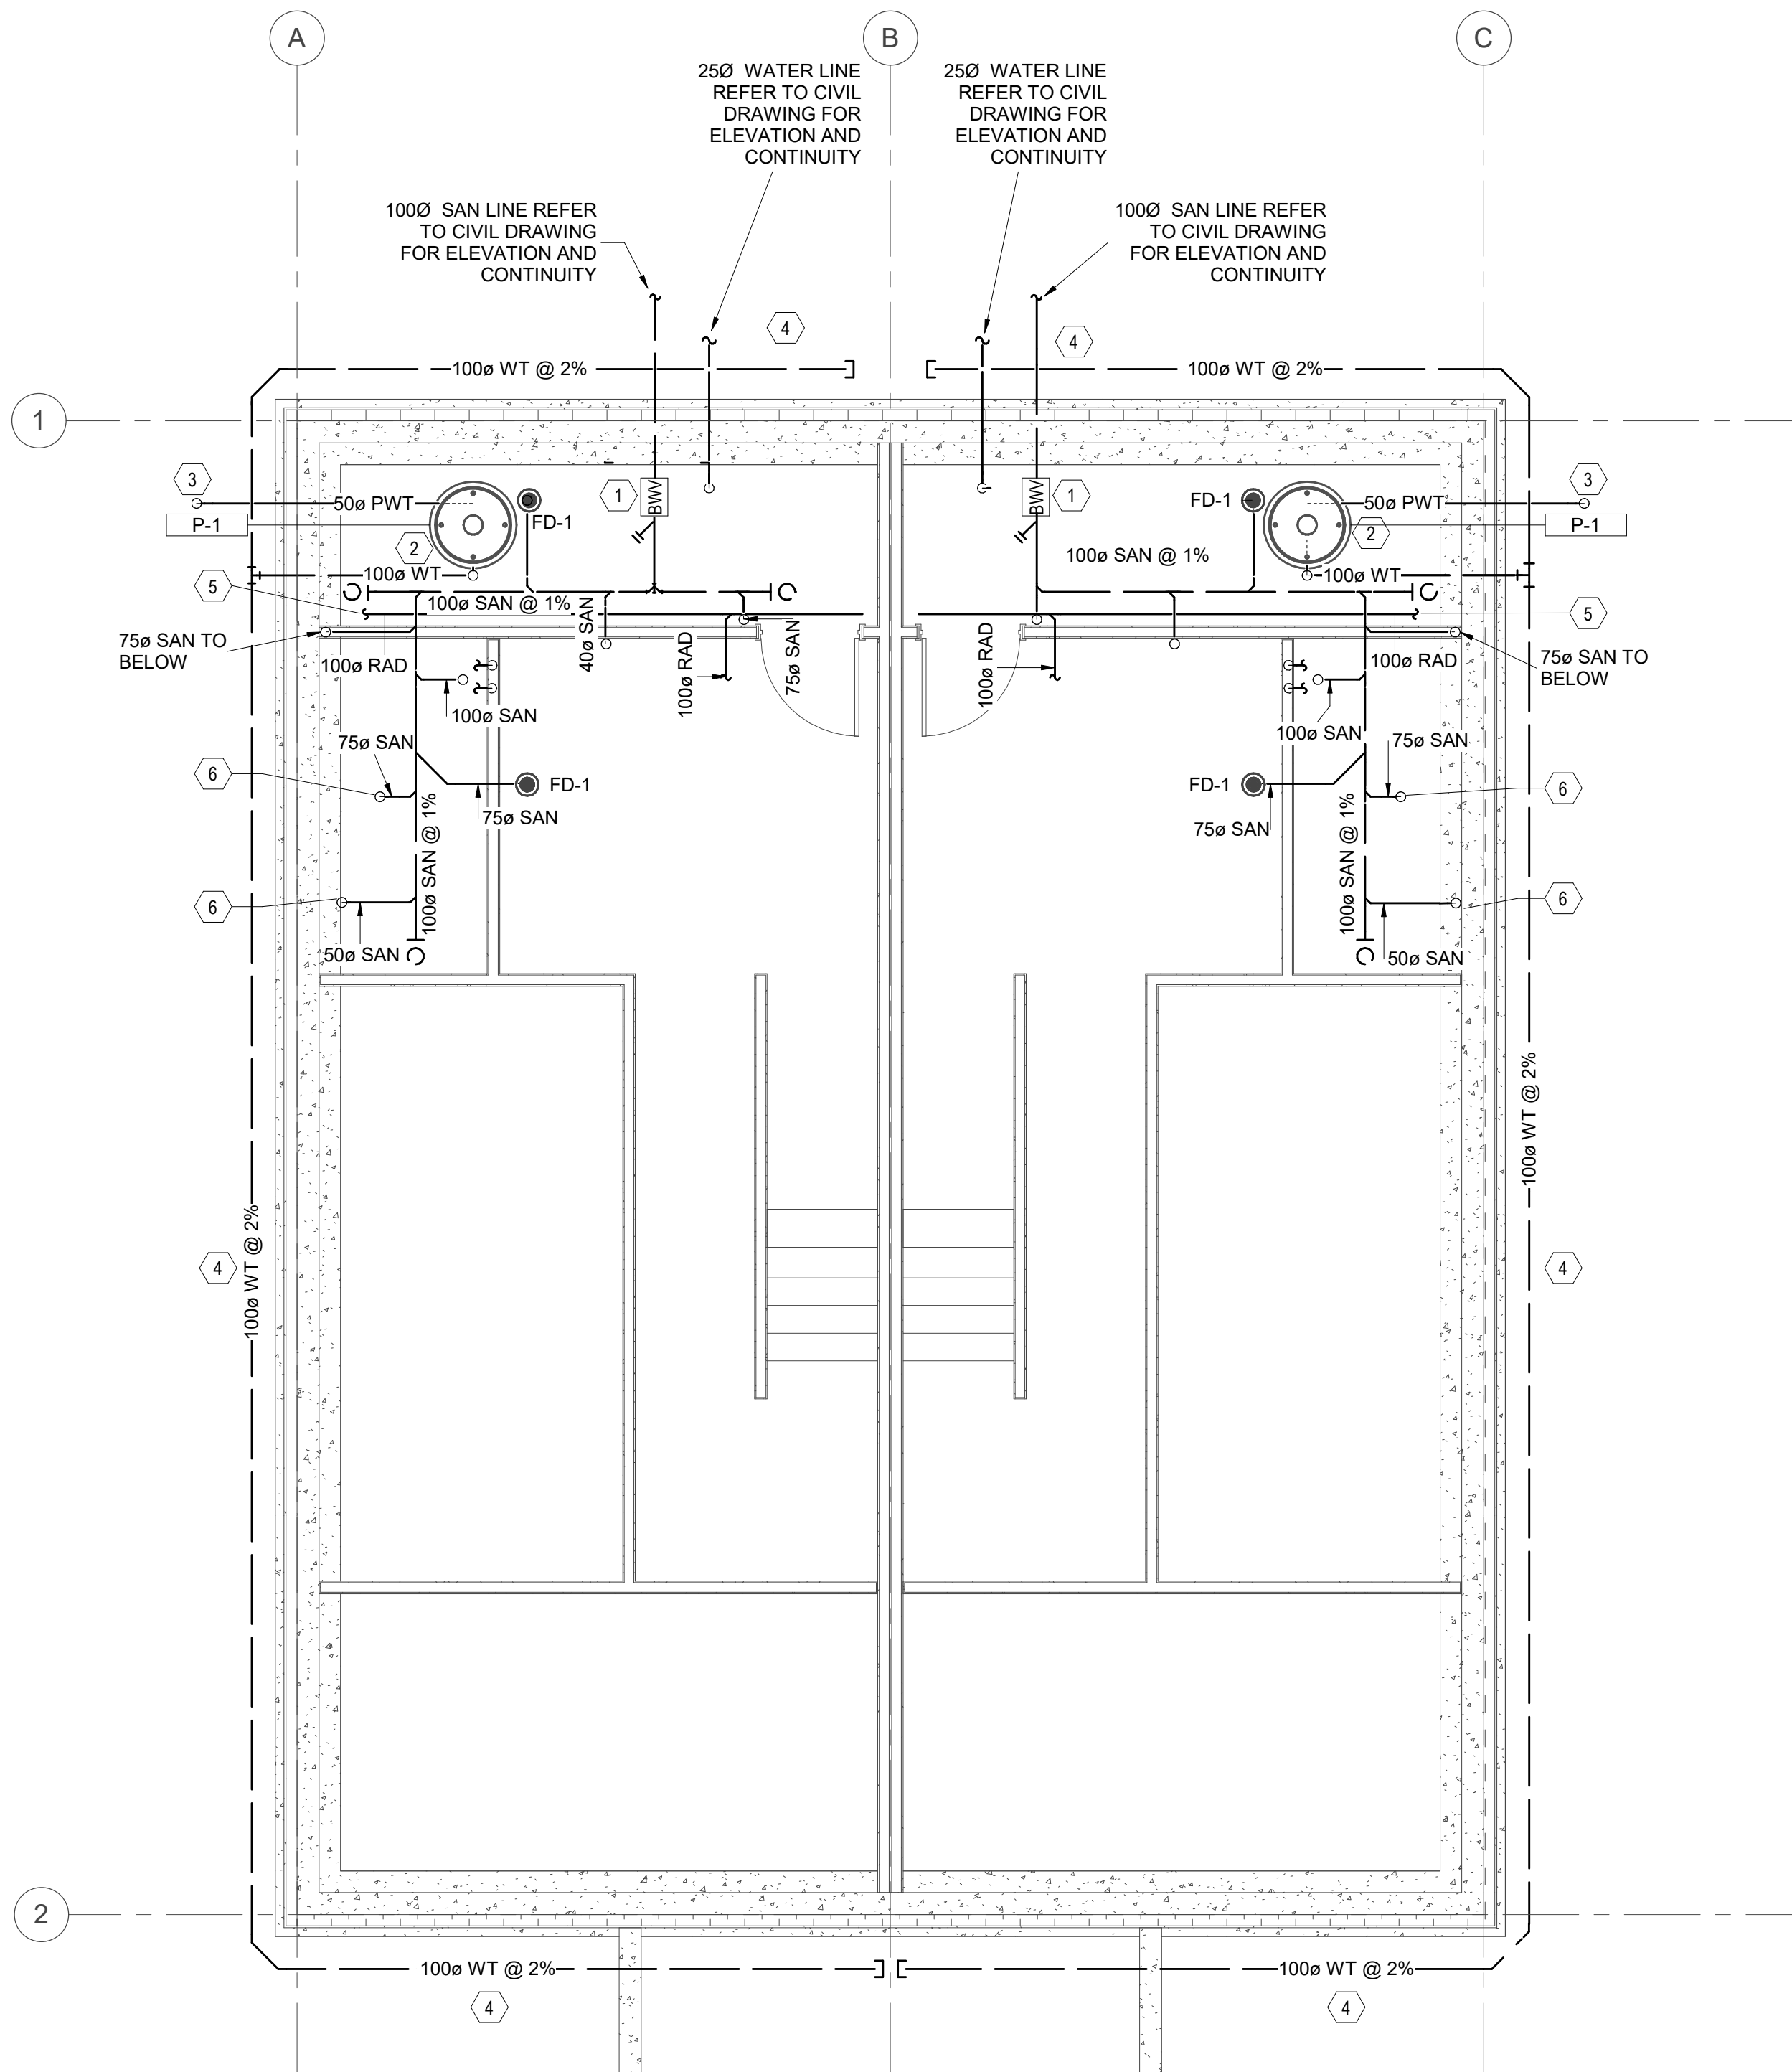 A
B
C
25Ø WATER LINE
REFER TO CIVIL
DRAWING FOR
ELEVATION AND
CONTINUITY
25Ø WATER LINE
REFER TO CIVIL
DRAWING FOR
ELEVATION AND
CONTINUITY
100Ø SAN LINE REFER
TO CIVIL DRAWING
FOR ELEVATION AND
CONTINUITY
100Ø SAN LINE REFER
TO CIVIL DRAWING
FOR ELEVATION AND
CONTINUITY
4
4
100ø WT @ 2%
100ø WT @ 2%
1
3
50ø PWT
P-1
2
FD-1
1
BWV
BWV
1
FD-1
50ø PWT
3
P-1
2
100ø SAN @ 1%
100ø WT
100ø WT
5
100ø SAN @ 1%
5
75ø SAN TO
BELOW
100ø RAD
40ø SAN
100ø RAD
75ø SAN
100ø RAD
100ø RAD
75ø SAN TO
BELOW
100ø SAN
100ø SAN
75ø SAN
75ø SAN
6
FD-1
FD-1
6
75ø SAN
75ø SAN
100ø SAN @ 1%
100ø SAN @ 1%
6
6
50ø SAN
50ø SAN
100ø WT @ 2%
100ø WT @ 2%
4
4
2
100ø WT @ 2%
100ø WT @ 2%
4
4